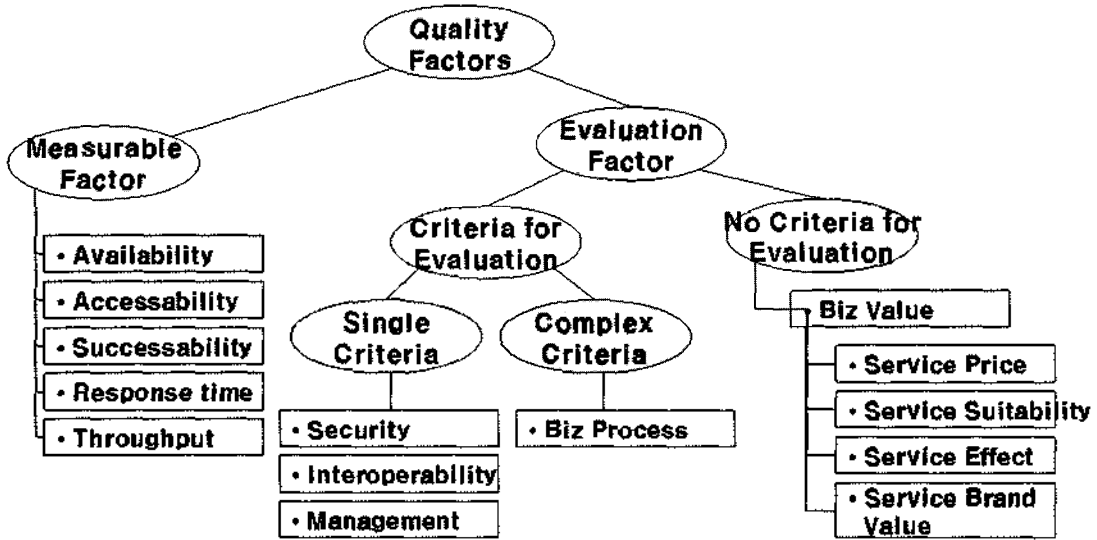 Quality
Factors
Measurable
Factor
Evaluation
Factor
Criteria for
Evaluation
No Criteria for
Evaluation
Single
Criteria
Complex
Criteria
• Availability
• Accessability
• Successability
• Response time
• Throughput
• Security
• Interoperability
• Management
• Biz Process
• Biz Value
• Service Price
• Service Suitability
• Service Effect
• Service Brand
Value